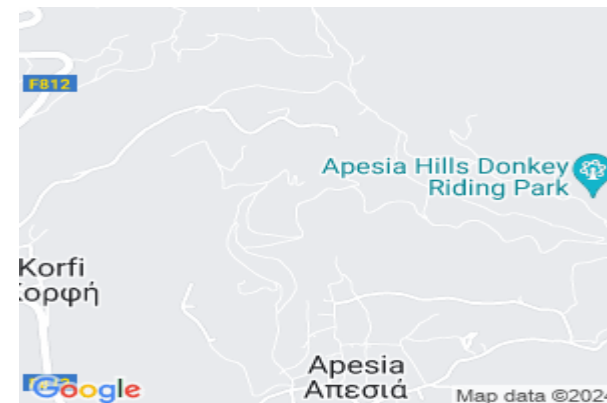 F812
Apesia Hills Donkey
Riding Park
Korfi
Κορφή
Apesia
Απεσιά
Google
Map data ©2024